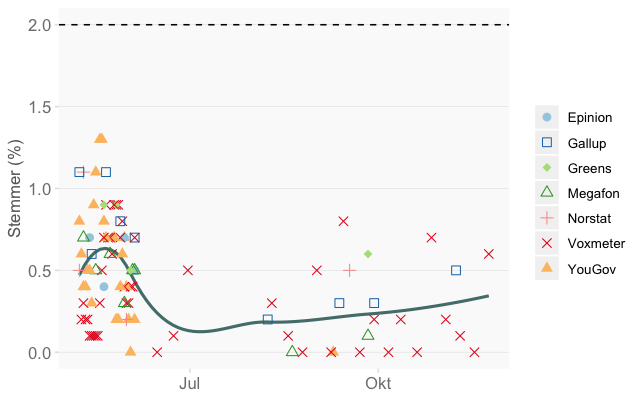 2.0
1.5
1.0
0.5
0.0
Stemmer (%)
Jul
Okt
Epinion
Gallup
Greens
Megafon
Norstat
Voxmeter
YouGov